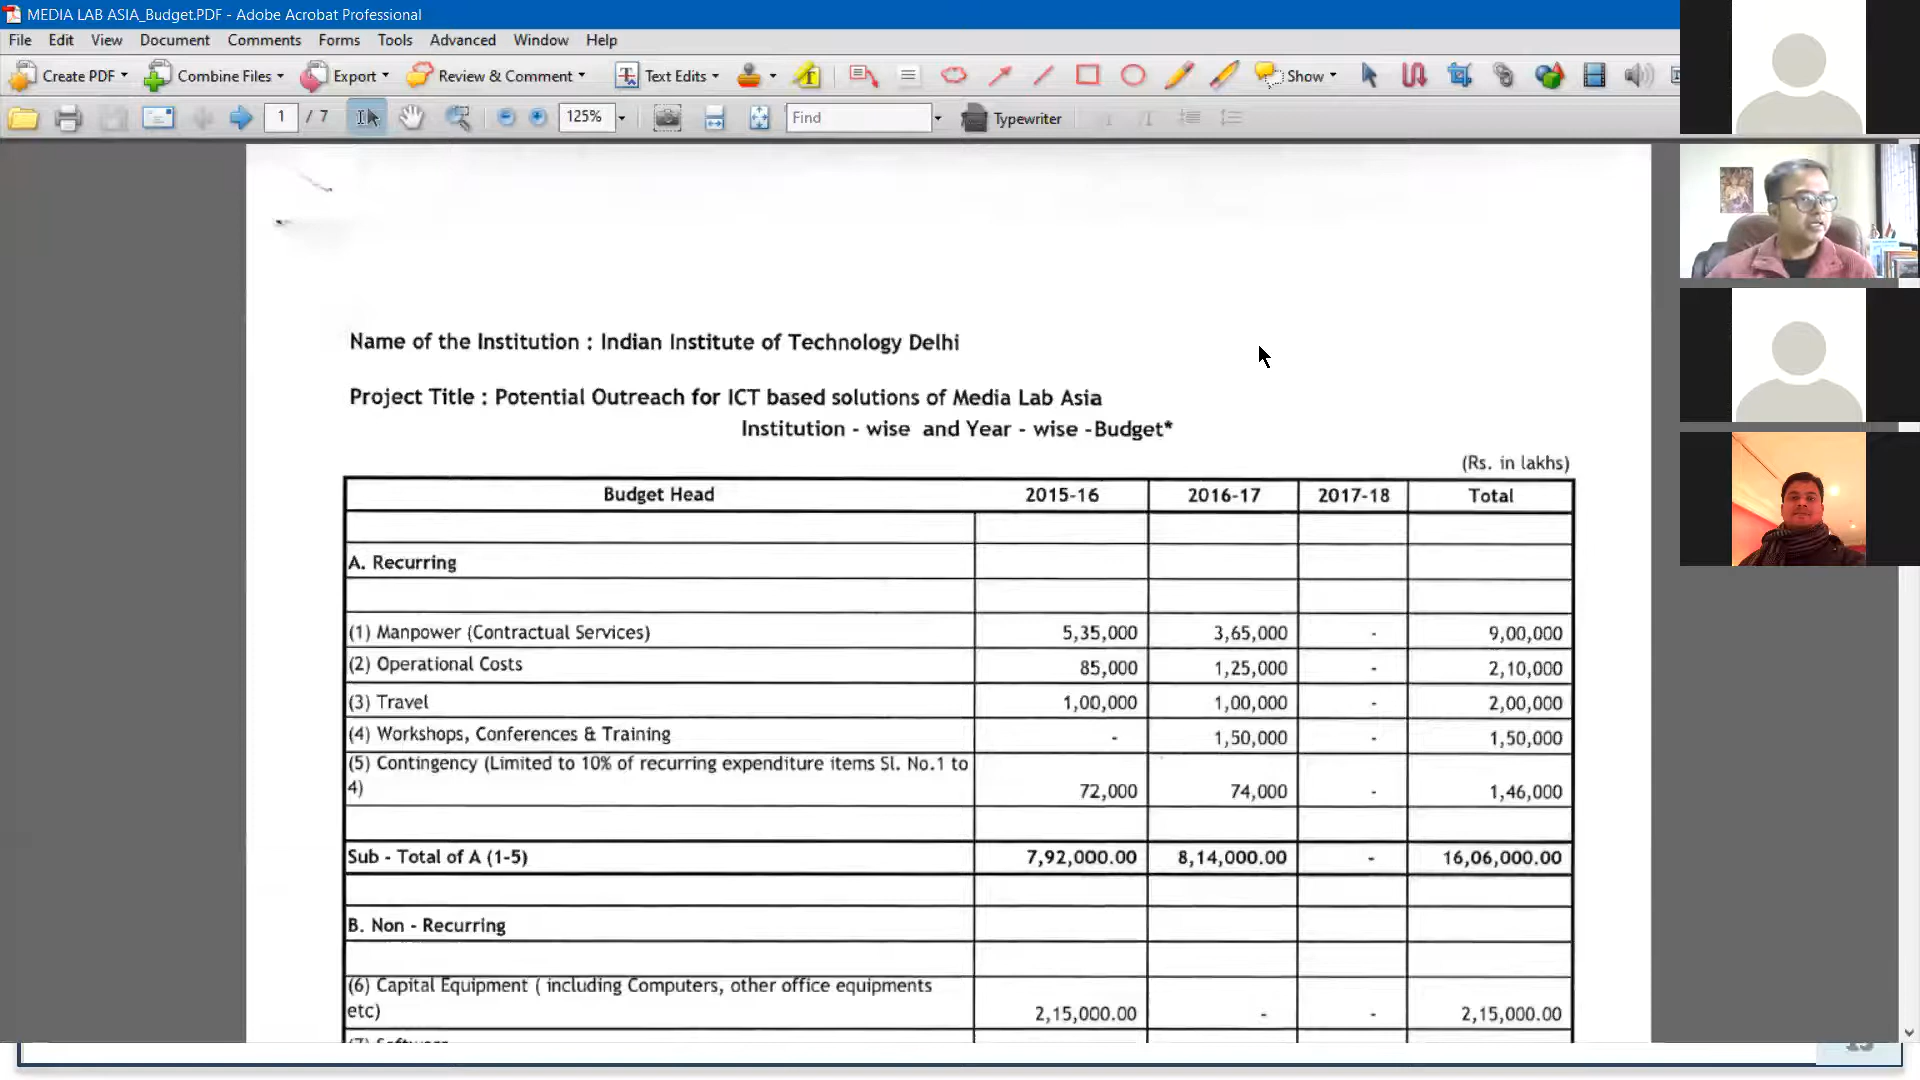 MEDIA LAB ASIA_Budget.PDF - Adobe Acrobat Professional
File Edit View Document Comments Forms Tools Advanced Window Help
Create PDF Combine Files Export Review & Comment Text Edits Show
1 / 7 125% Find Typewriter
Name of the Institution : Indian Institute of Technology Delhi
Project Title : Potential Outreach for ICT based solutions of Media Lab Asia
Institution - wise and Year - wise -Budget*
(Rs. in lakhs)
Budget Head 2015-16 2016-17 2017-18 Total
A. Recurring
(1) Manpower (Contractual Services) 5,35,000 3,65,000 - 9,00,000
(2) Operational Costs 85,000 1,25,000 - 2,10,000
(3) Travel 1,00,000 1,00,000 - 2,00,000
(4) Workshops, Conferences & Training - 1,50,000 - 1,50,000
(5) Contingency (Limited to 10% of recurring expenditure items Sl. No.1 to
4) 72,000 74,000 - 1,46,000
Sub - Total of A (1-5) 7,92,000.00 8,14,000.00 - 16,06,000.00
B. Non - Recurring
(6) Capital Equipment ( including Computers, other office equipments
etc) 2,15,000.00 - - 2,15,000.00